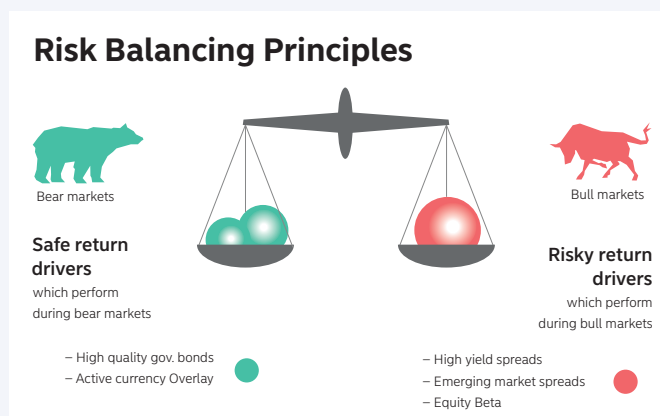 Risk Balancing Principles
Bear markets
Bull markets
Safe return
drivers
which perform
during bear markets
Risky return
drivers
which perform
during bull markets
– High quality gov. bonds
– Active currency Overlay
– High yield spreads
– Emerging market spreads
– Equity Beta